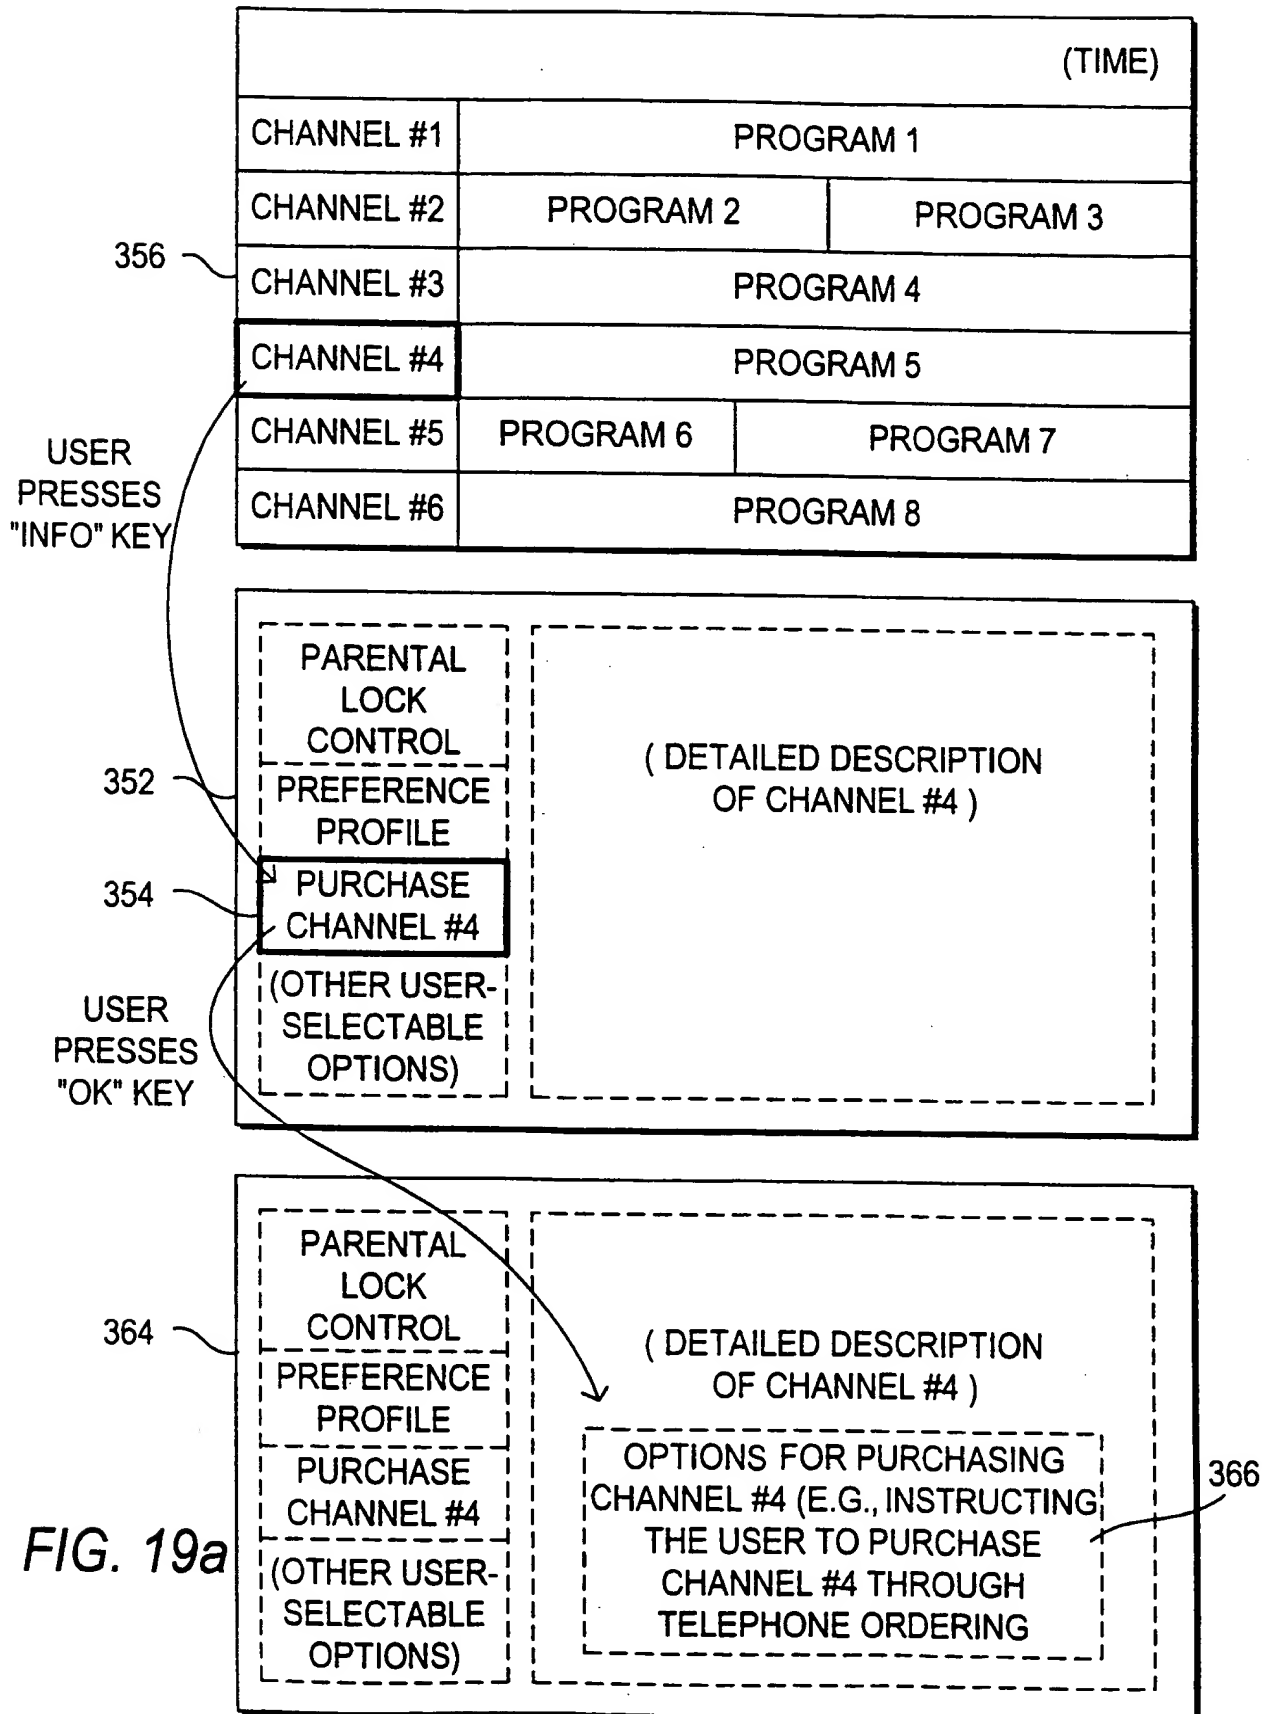 (TIME)
CHANNEL #1 PROGRAM 1
CHANNEL #2 PROGRAM 2 PROGRAM 3
356
CHANNEL #3 PROGRAM 4
CHANNEL #4 PROGRAM 5
CHANNEL #5 PROGRAM 6 PROGRAM 7
CHANNEL #6 PROGRAM 8
USER
PRESSES
"INFO" KEY
PARENTAL
LOCK
CONTROL
352
PREFERENCE
PROFILE
354
PURCHASE
CHANNEL #4
(OTHER USER-
SELECTABLE
OPTIONS)
( DETAILED DESCRIPTION
OF CHANNEL #4 )
USER
PRESSES
"OK" KEY
364
PARENTAL
LOCK
CONTROL
PREFERENCE
PROFILE
PURCHASE
CHANNEL #4
(OTHER USER-
SELECTABLE
OPTIONS)
( DETAILED DESCRIPTION
OF CHANNEL #4 )
OPTIONS FOR PURCHASING
CHANNEL #4 (E.G., INSTRUCTING
THE USER TO PURCHASE
CHANNEL #4 THROUGH
TELEPHONE ORDERING
366
FIG. 19a